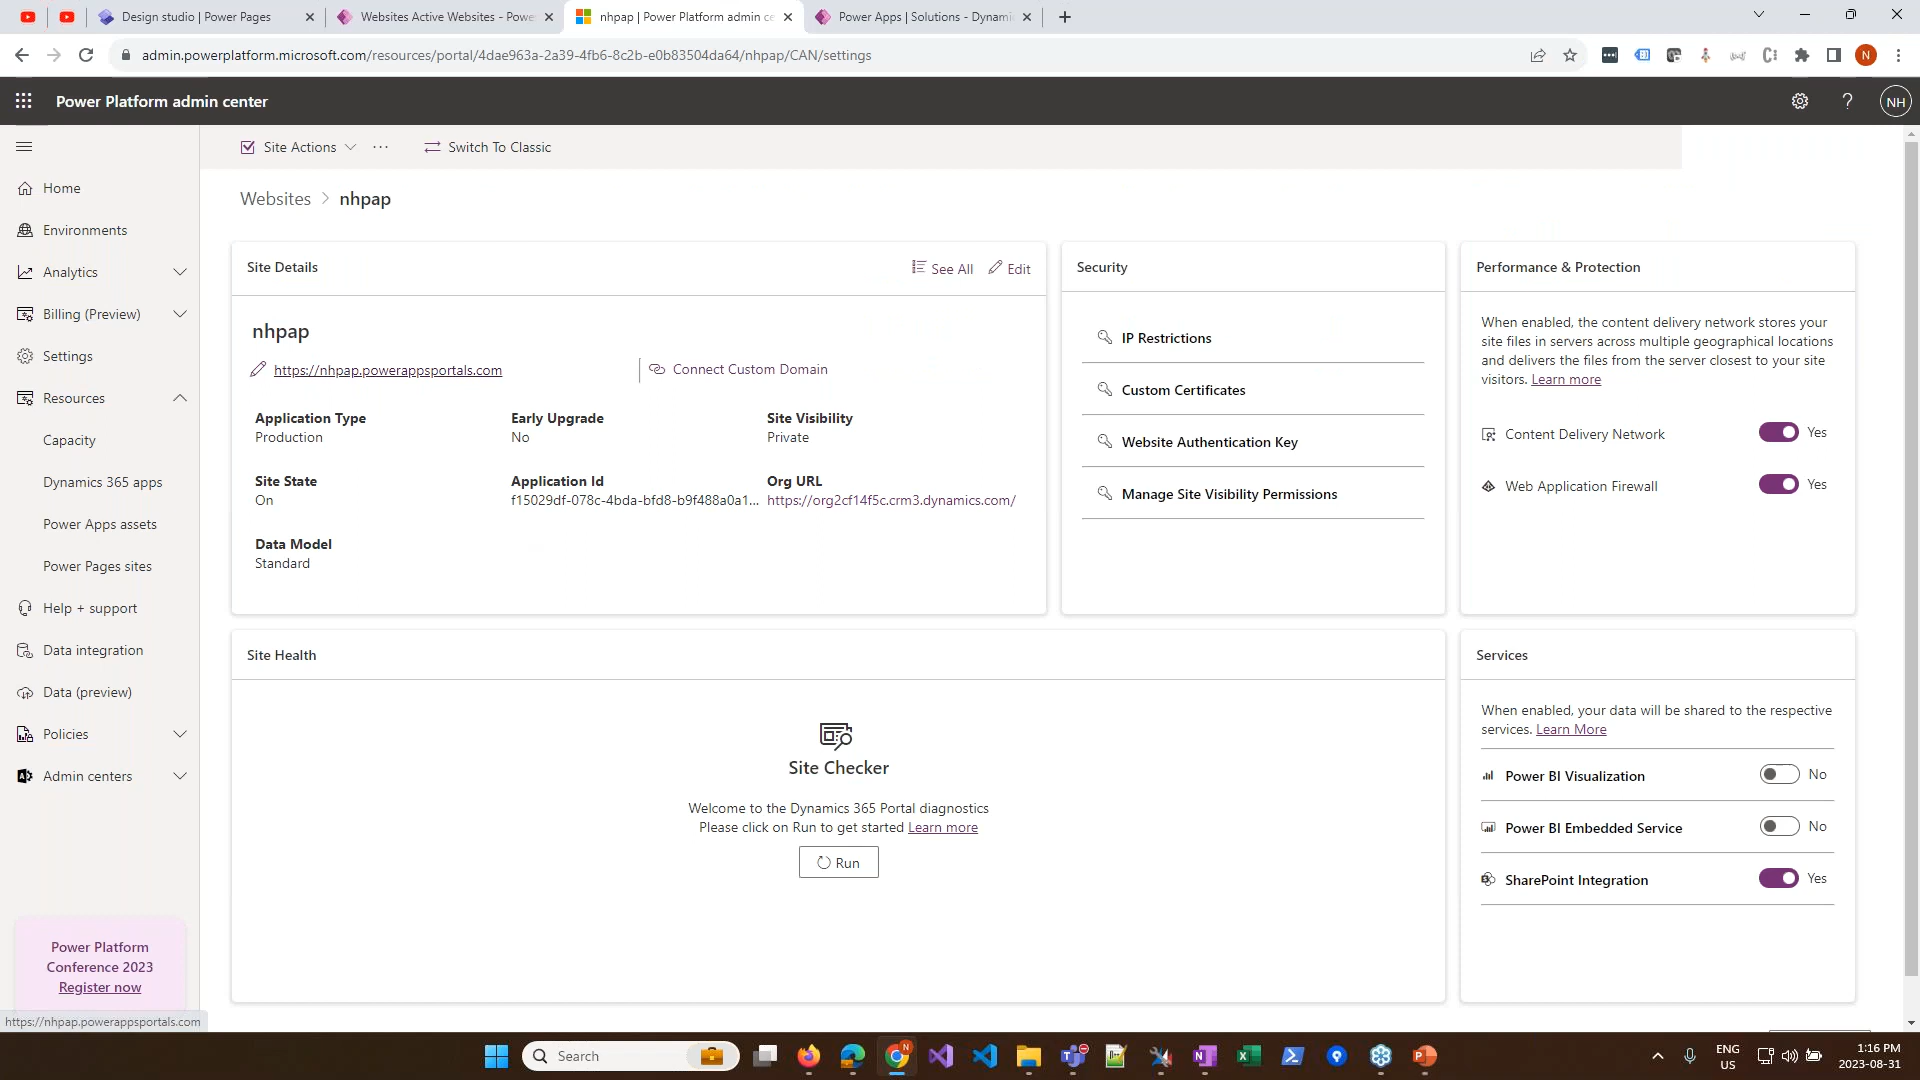 Design studio | Power Pages
Websites Active Websites - Powe
nhpap | Power Platform admin ce
Power Apps | Solutions - Dynami
admin.powerplatform.microsoft.com/resources/portal/4dae963a-2a39-4fb6-8c2b-e0b83504da64/nhpap/CAN/settings
N
Power Platform admin center
?
NH
Site Actions
...
Switch To Classic
Home
Environments
Analytics
Billing (Preview)
Settings
Resources
Capacity
Dynamics 365 apps
Power Apps assets
Power Pages sites
Help + support
Data integration
Data (preview)
Policies
Admin centers
Power Platform
Conference 2023
Register now
https://nhpap.powerappsportals.com
Websites > nhpap
Site Details
See All
Edit
nhpap
https://nhpap.powerappsportals.com
Connect Custom Domain
Application Type
Production
Early Upgrade
No
Site Visibility
Private
Site State
On
Application Id
f15029df-078c-4bda-bfd8-b9f488a0a1...
Org URL
https://org2cf14f5c.crm3.dynamics.com/
Data Model
Standard
Security
IP Restrictions
Custom Certificates
Website Authentication Key
Manage Site Visibility Permissions
Performance & Protection
When enabled, the content delivery network stores your
site files in servers across multiple geographical locations
and delivers the files from the server closest to your site
visitors. Learn more
Content Delivery Network
Yes
Web Application Firewall
Yes
Site Health
Site Checker
Welcome to the Dynamics 365 Portal diagnostics
Please click on Run to get started Learn more
Run
Services
When enabled, your data will be shared to the respective
services. Learn More
Power BI Visualization
No
Power BI Embedded Service
No
SharePoint Integration
Yes
Search
ENG
US
1:16 PM
2023-08-31